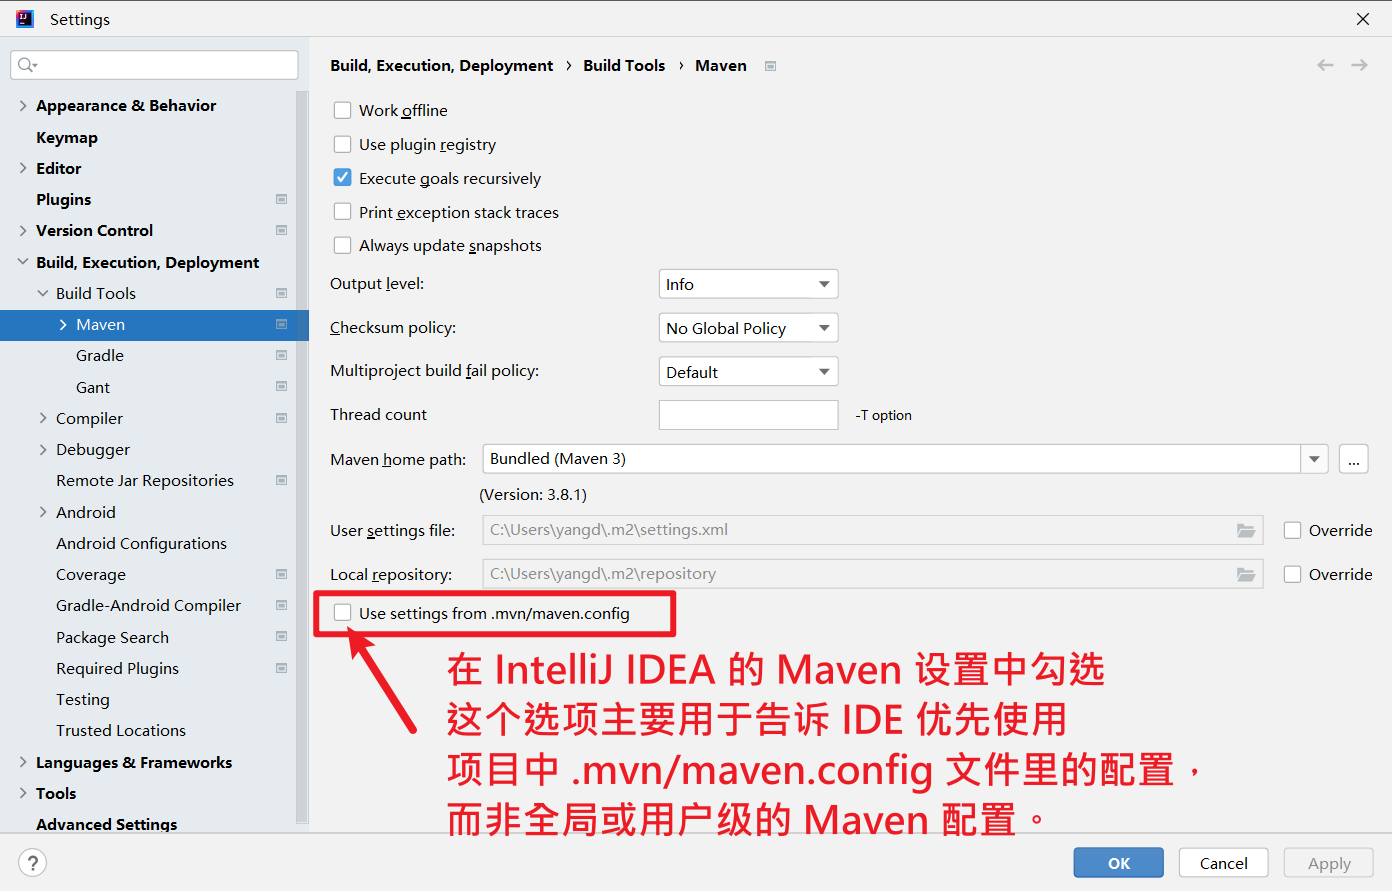 Settings
Build, Execution, Deployment › Build Tools › Maven
Appearance & Behavior
Keymap
Editor
Plugins
Version Control
Build, Execution, Deployment
Build Tools
Maven
Gradle
Gant
Compiler
Debugger
Remote Jar Repositories
Android
Android Configurations
Coverage
Gradle-Android Compiler
Package Search
Required Plugins
Testing
Trusted Locations
Languages & Frameworks
Tools
Advanced Settings
Work offline
Use plugin registry
Execute goals recursively
Print exception stack traces
Always update snapshots
Output level: Info
Checksum policy: No Global Policy
Multiproject build fail policy: Default
Thread count -T option
Maven home path: Bundled (Maven 3) ...
(Version: 3.8.1)
User settings file: C:\Users\yangd\.m2\settings.xml Override
Local repository: C:\Users\yangd\.m2\repository Override
Use settings from .mvn/maven.config
在 IntelliJ IDEA 的 Maven 设置中勾选
这个选项主要用于告诉 IDE 优先使用
项目中 .mvn/maven.config 文件里的配置，
而非全局或用户级的 Maven 配置。
? OK Cancel Apply